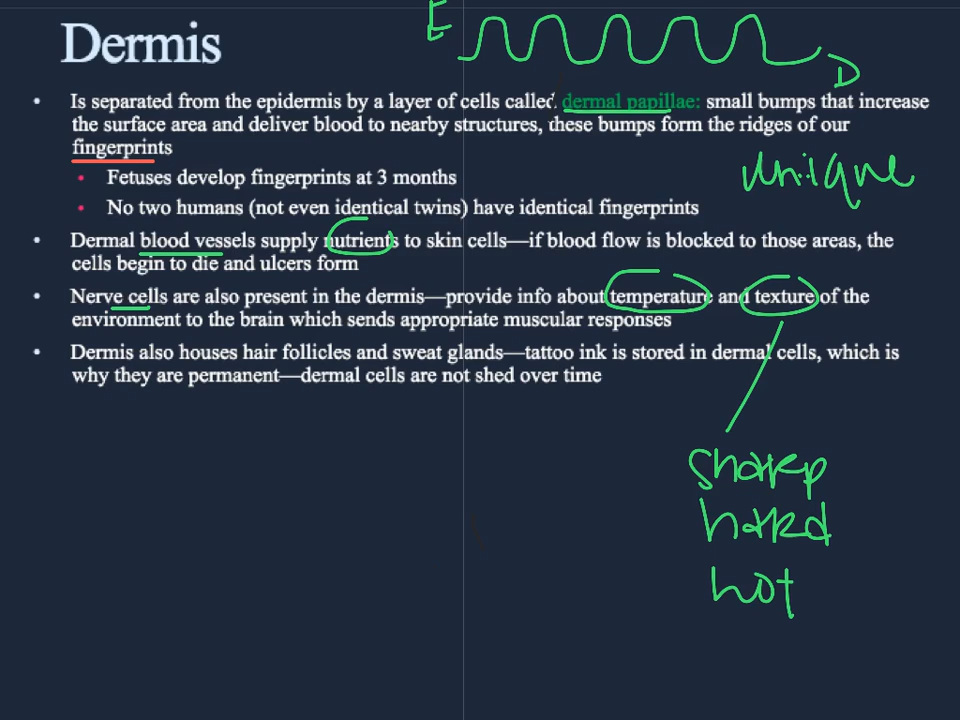 E
Dermis
D
• Is separated from the epidermis by a layer of cells called dermal papillae: small bumps that increase
the surface area and deliver blood to nearby structures, these bumps form the ridges of our
fingerprints
unique
• Fetuses develop fingerprints at 3 months
• No two humans (not even identical twins) have identical fingerprints
• Dermal blood vessels supply nutrients to skin cells—if blood flow is blocked to those areas, the
cells begin to die and ulcers form
• Nerve cells are also present in the dermis—provide info about temperature and texture of the
environment to the brain which sends appropriate muscular responses
• Dermis also houses hair follicles and sweat glands—tattoo ink is stored in dermal cells, which is
why they are permanent—dermal cells are not shed over time
sharp
hard
hot